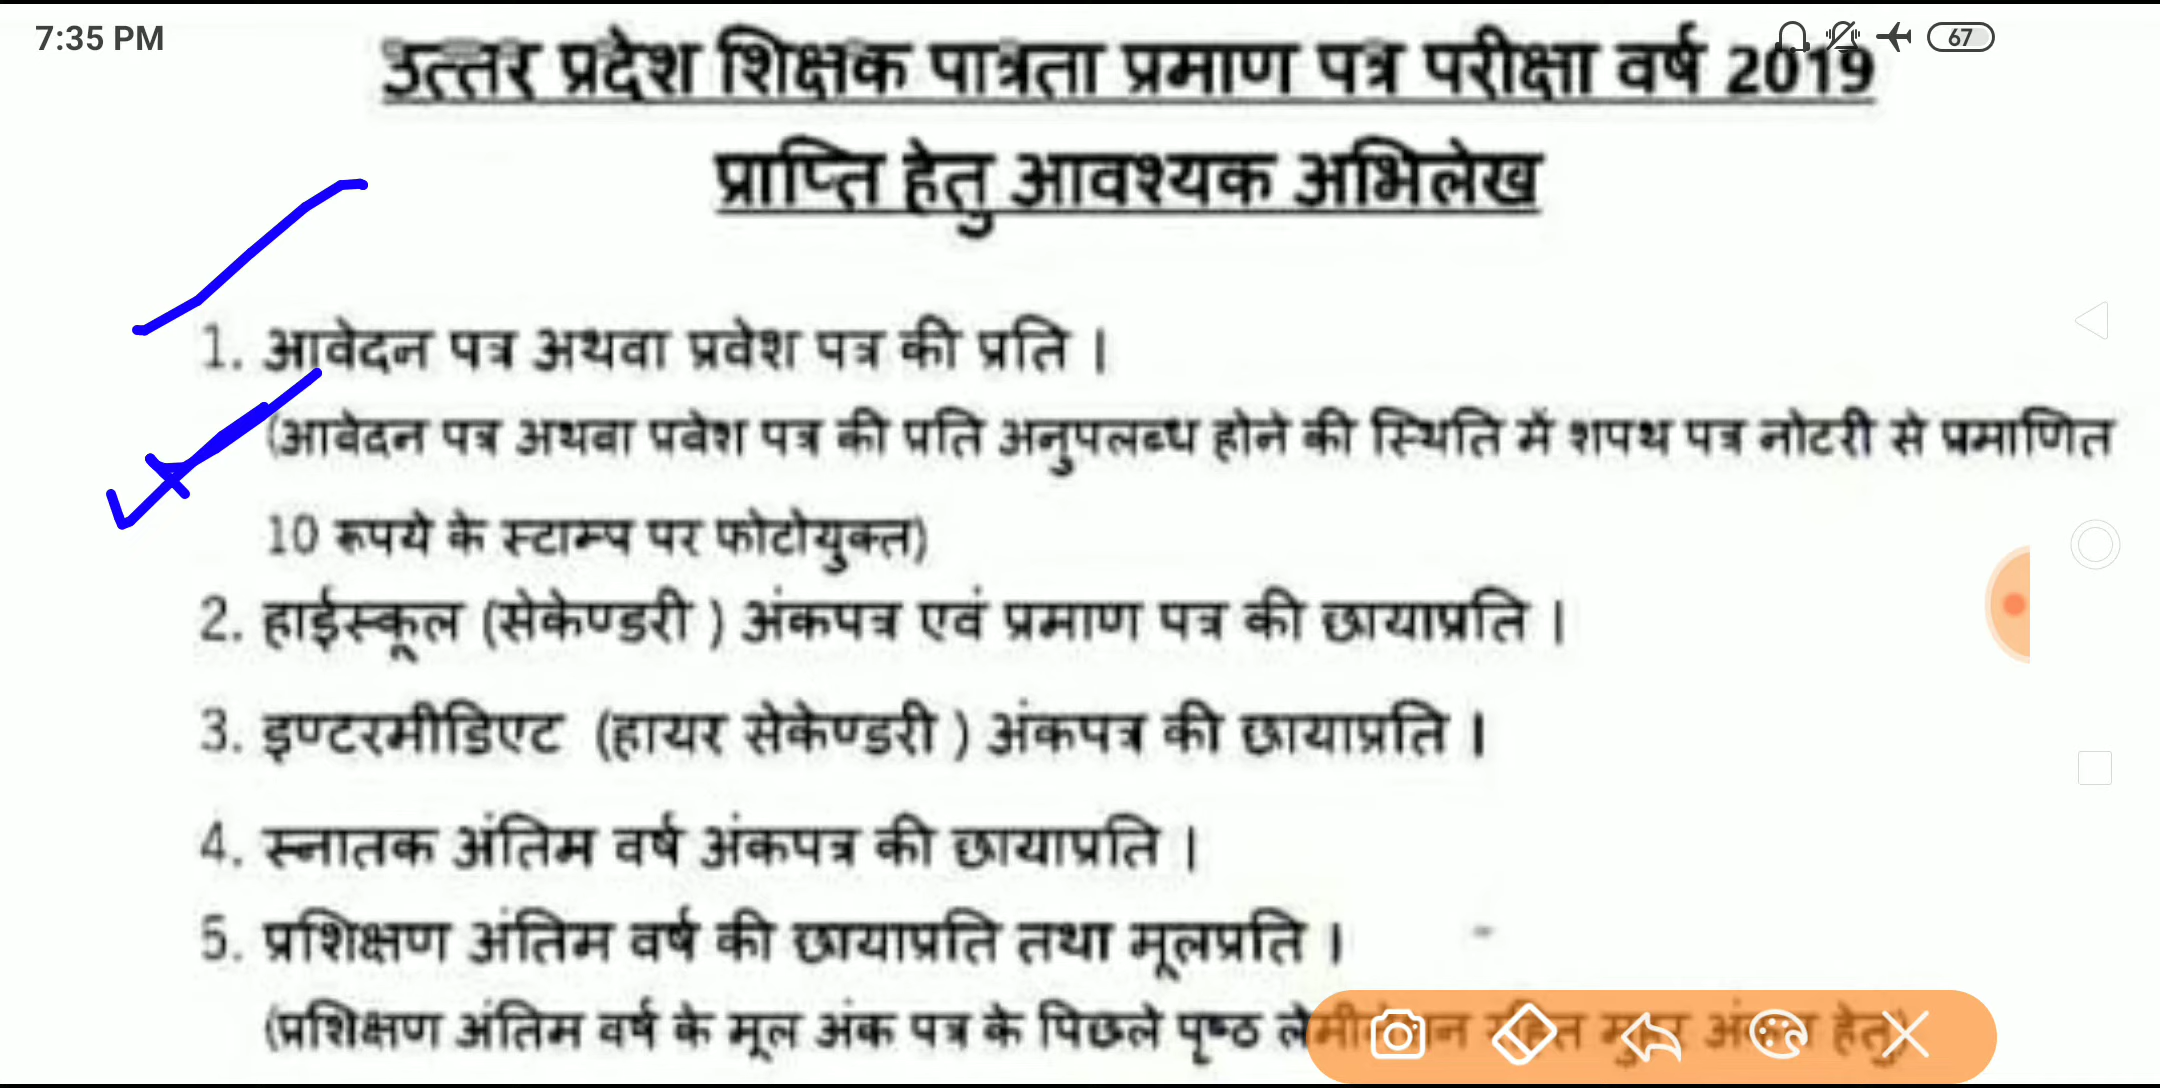 7:35 PM
67
उत्तर प्रदेश शिक्षक पात्रता प्रमाण पत्र परीक्षा वर्ष 2019
प्राप्ति हेतु आवश्यक अभिलेख
1. आवेदन पत्र अथवा प्रवेश पत्र की प्रति ।
(आवेदन पत्र अथवा प्रवेश पत्र की प्रति अनुपलब्ध होने की स्थिति में शपथ पत्र नोटरी से प्रमाणित
10 रूपये के स्टाम्प पर फोटोयुक्त)
2. हाईस्कूल (सेकेण्डरी ) अंकपत्र एवं प्रमाण पत्र की छायाप्रति ।
3. इण्टरमीडिएट (हायर सेकेण्डरी ) अंकपत्र की छायाप्रति ।
4. स्नातक अंतिम वर्ष अंकपत्र की छायाप्रति ।
5. प्रशिक्षण अंतिम वर्ष की छायाप्रति तथा मूलप्रति ।
(प्रशिक्षण अंतिम वर्ष के मूल अंक पत्र के पिछले पृष्ठ हेतु)